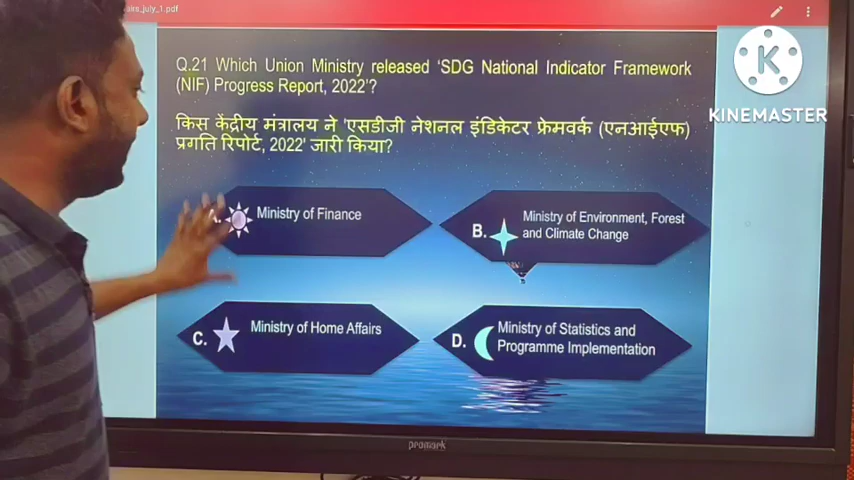 airs_july_1.pdf
Q.21 Which Union Ministry released ‘SDG National Indicator Framework
(NIF) Progress Report, 2022’?
किस केंद्रीय मंत्रालय ने 'एसडीजी नेशनल इंडिकेटर फ्रेमवर्क (एनआईएफ)
प्रगति रिपोर्ट, 2022' जारी किया?
A. Ministry of Finance
B. Ministry of Environment, Forest
and Climate Change
C. Ministry of Home Affairs
D. Ministry of Statistics and
Programme Implementation
K
KINEMASTER
promark